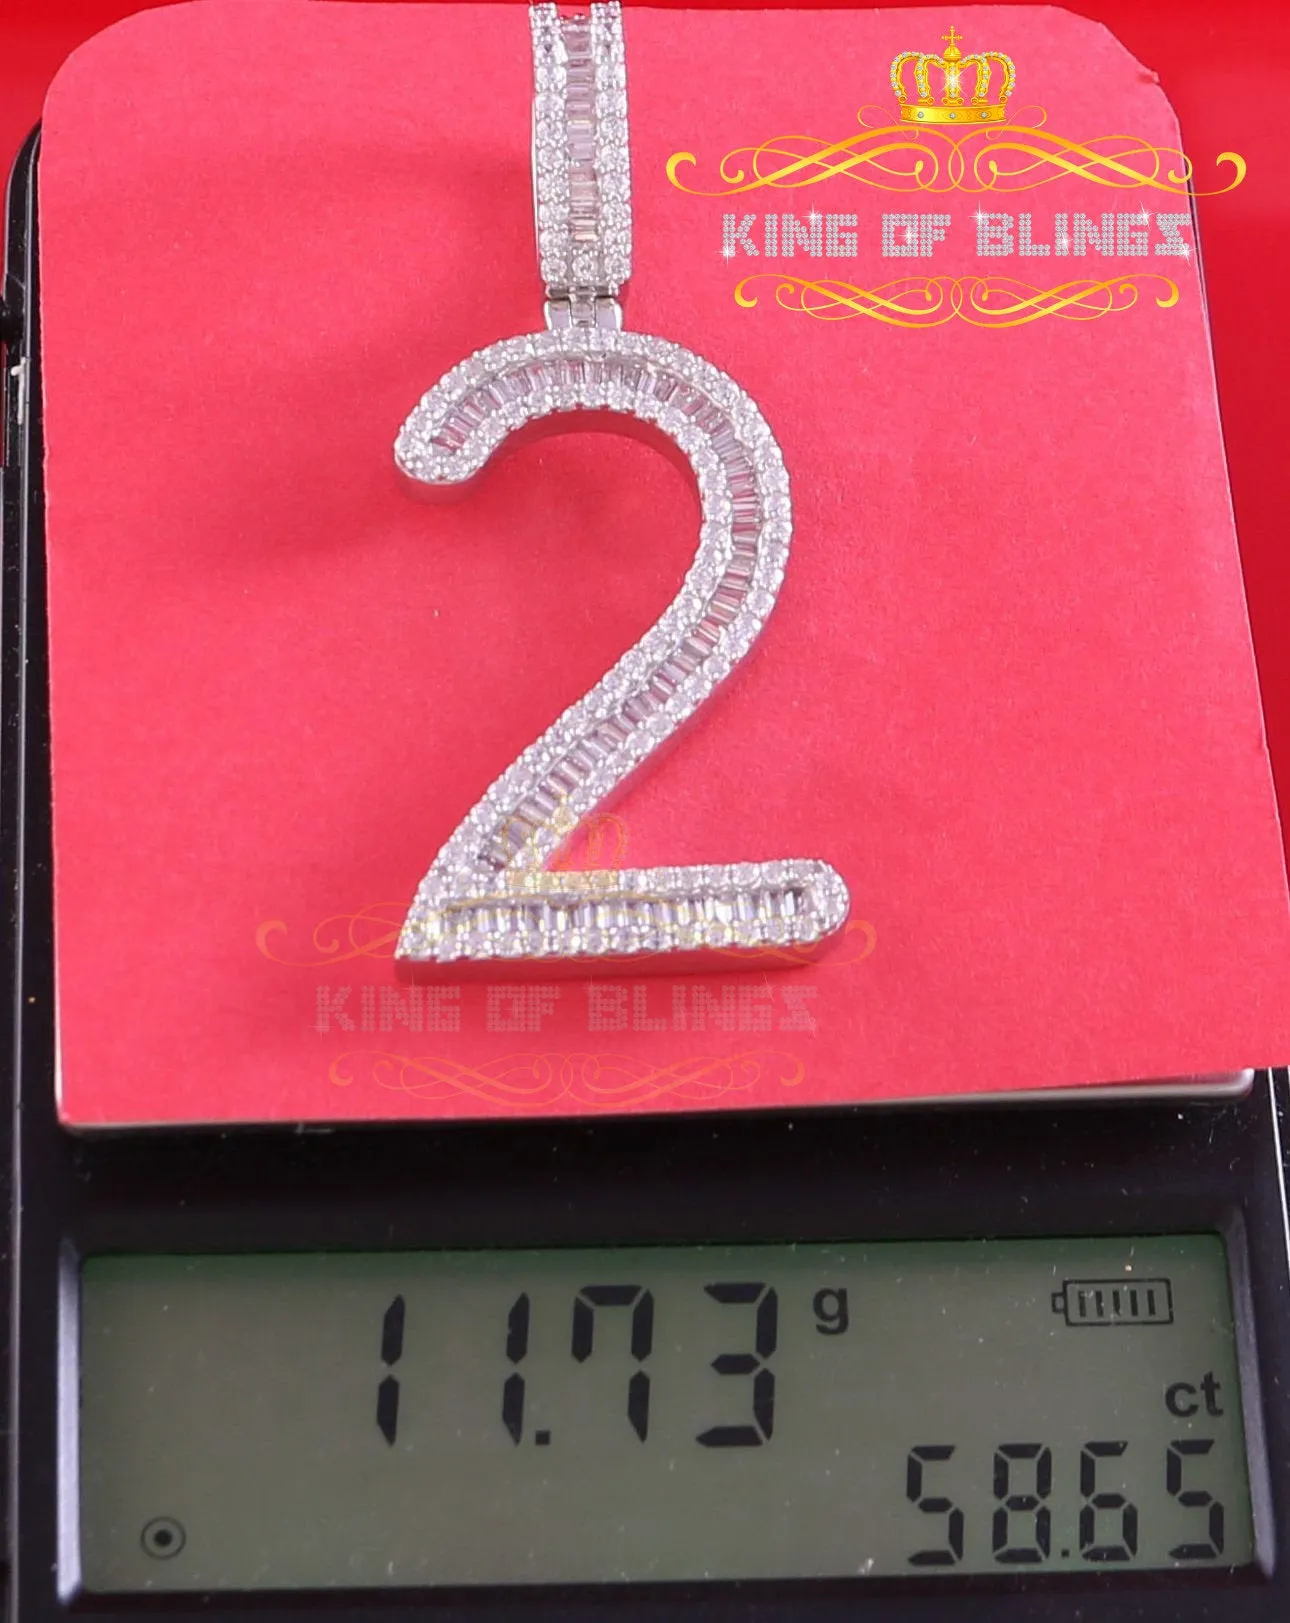 KING OF BLINGS
2
KING OF BLINGS
11.73 g
ct
58.65